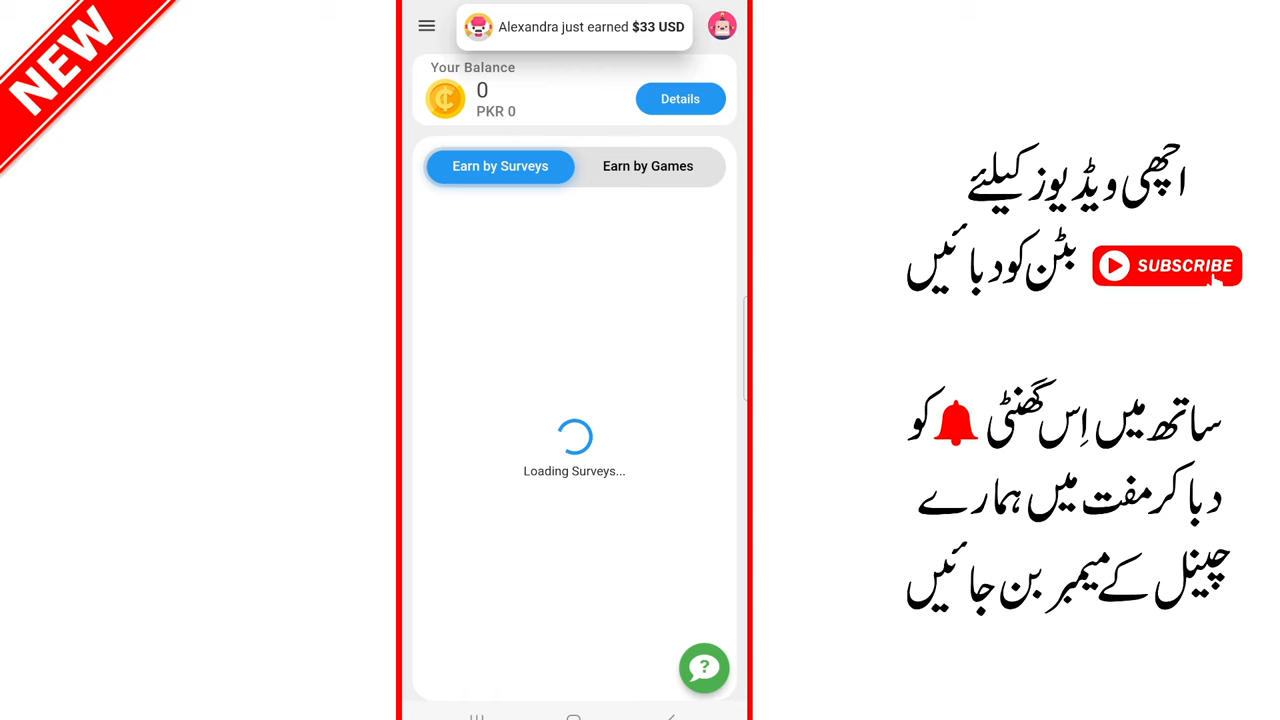 NEW
Alexandra just earned $33 USD
Your Balance
0
PKR 0
Details
Earn by Surveys
Earn by Games
Loading Surveys...
?
اچھی ویڈیوز کیلئے
SUBSCRIBE بٹن کو دبائیں
ساتھ میں اِس گھنٹی کو
دبا کر مفت میں ہمارے
چینل کے میمبر بن جائیں